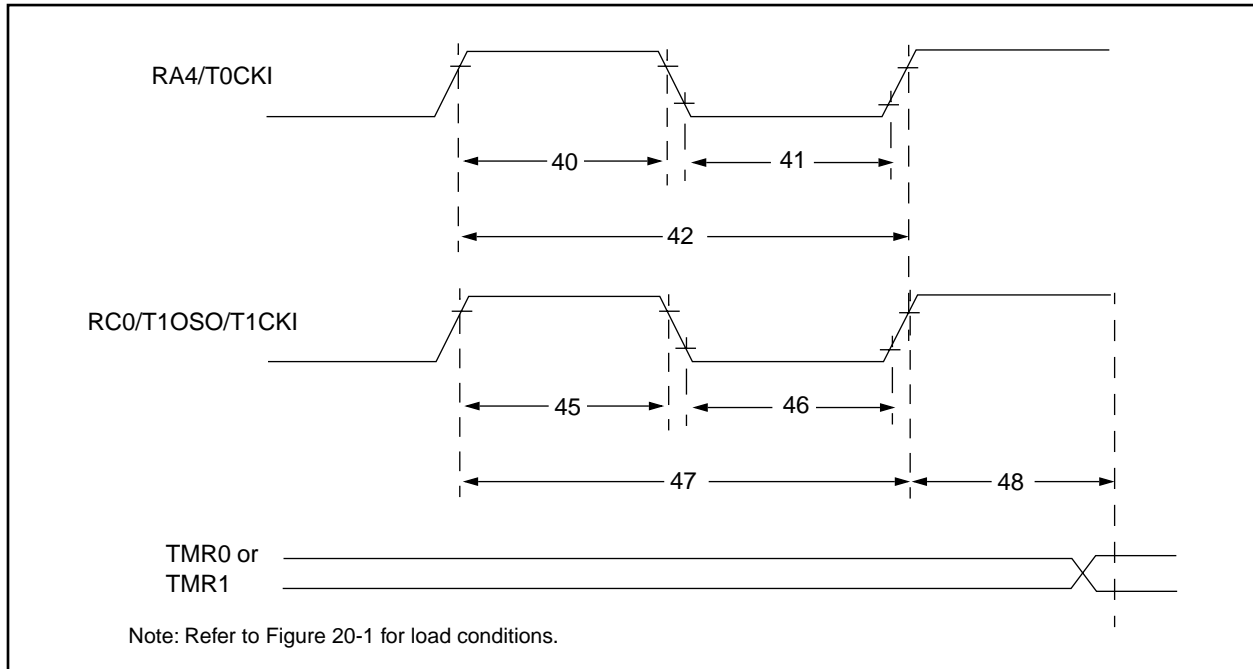 RA4/T0CKI
40
41
42
RC0/T1OSO/T1CKI
45
46
47
48
TMR0 or
TMR1
Note: Refer to Figure 20-1 for load conditions.